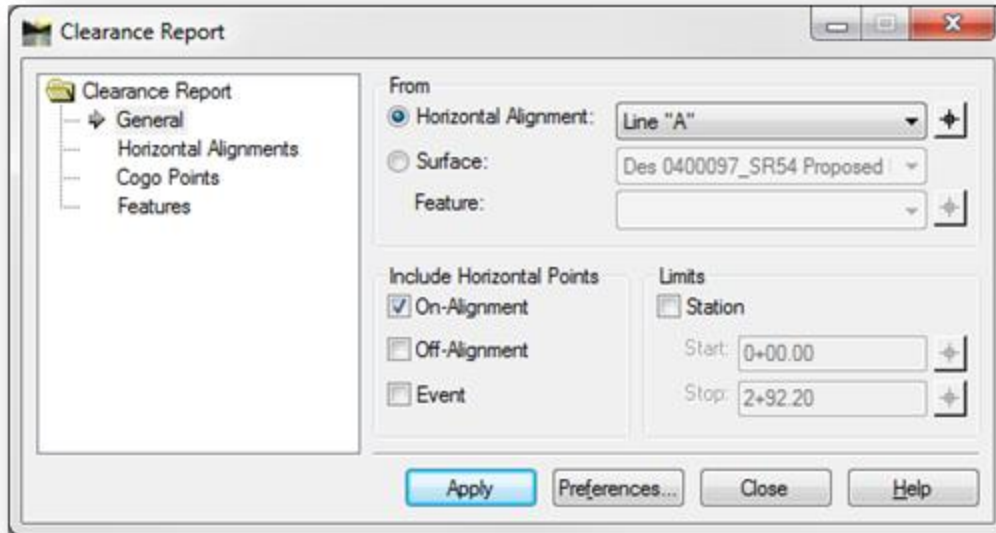 Clearance Report
Clearance Report
General
Horizontal Alignments
Cogo Points
Features
From
Horizontal Alignment: Line "A"
Surface: Des 0400097_SR54 Proposed
Feature:
Include Horizontal Points
On-Alignment
Off-Alignment
Event
Limits
Station
Start: 0+00.00
Stop: 2+92.20
Apply Preferences... Close Help